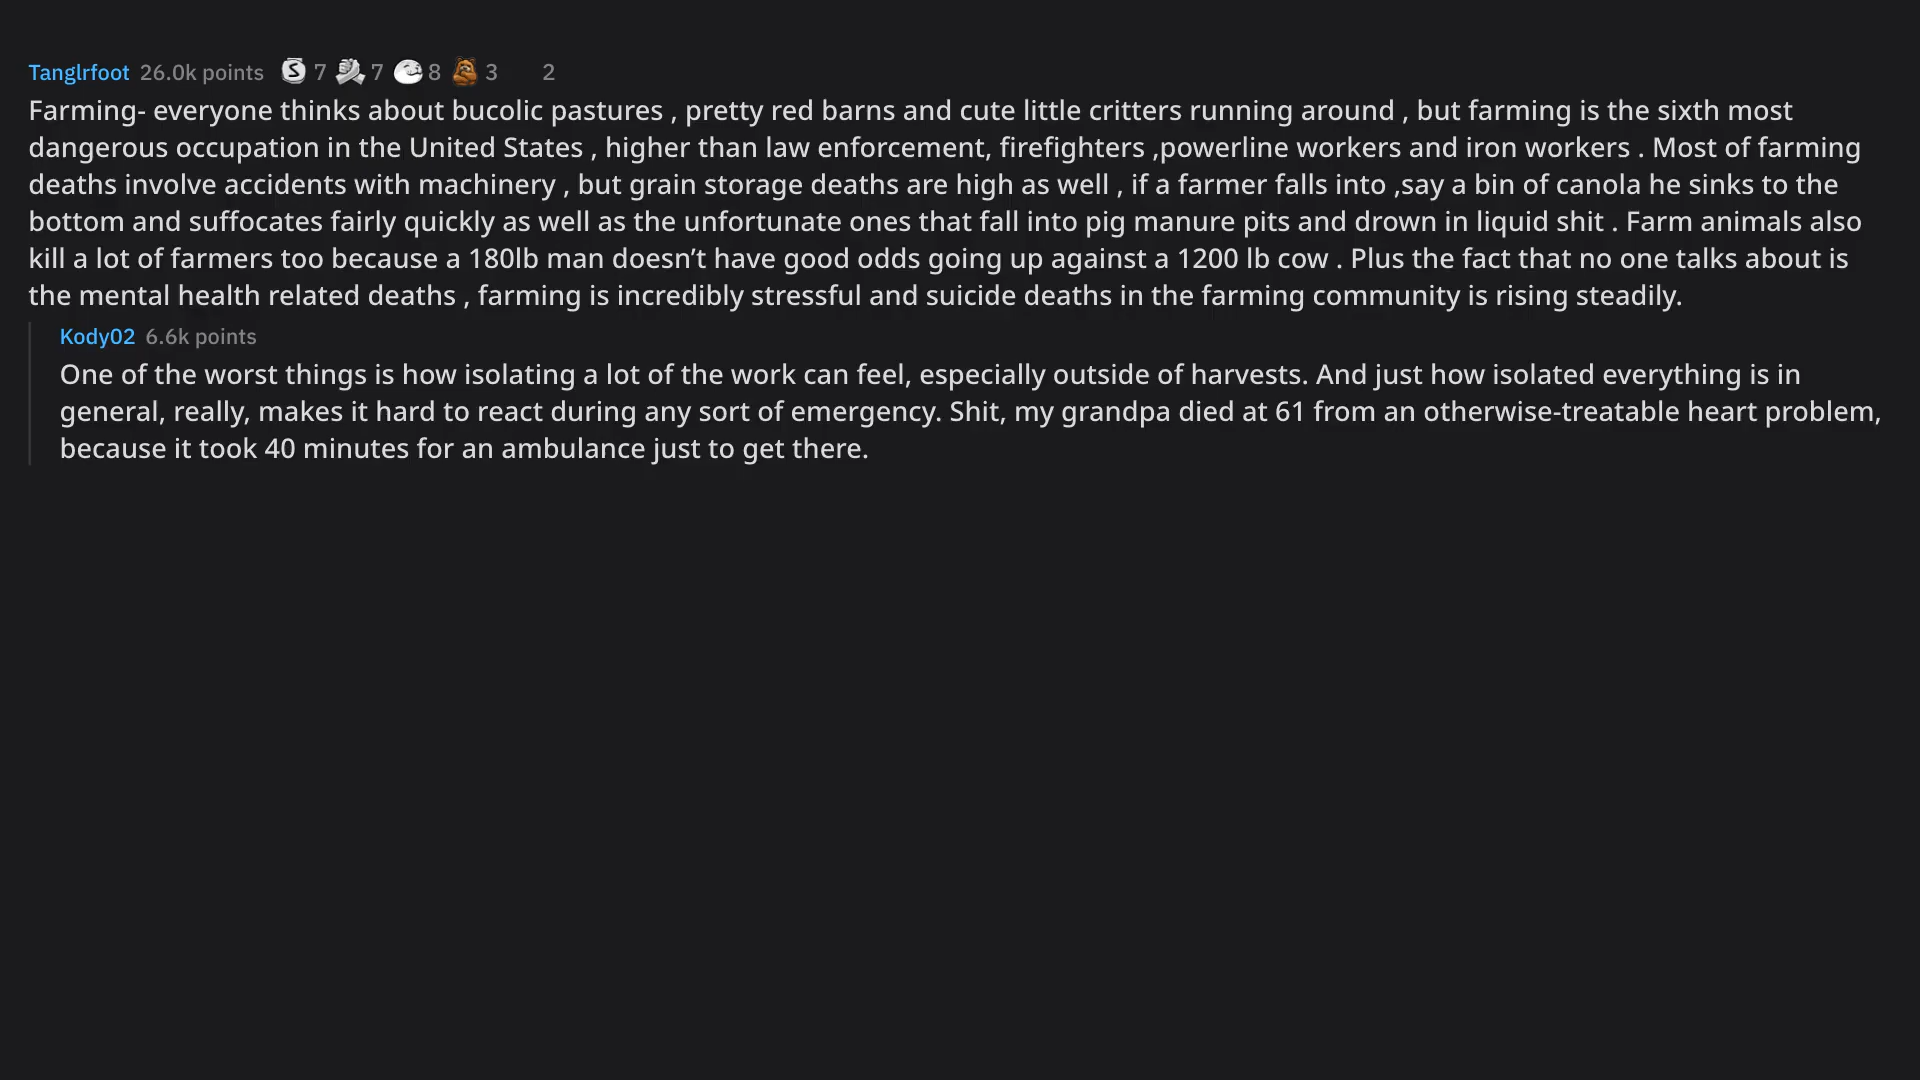 Tanglrfoot 26.0k points S 7 7 8 3 2
Farming- everyone thinks about bucolic pastures , pretty red barns and cute little critters running around , but farming is the sixth most
dangerous occupation in the United States , higher than law enforcement, firefighters ,powerline workers and iron workers . Most of farming
deaths involve accidents with machinery , but grain storage deaths are high as well , if a farmer falls into ,say a bin of canola he sinks to the
bottom and suffocates fairly quickly as well as the unfortunate ones that fall into pig manure pits and drown in liquid shit . Farm animals also
kill a lot of farmers too because a 180lb man doesn’t have good odds going up against a 1200 lb cow . Plus the fact that no one talks about is
the mental health related deaths , farming is incredibly stressful and suicide deaths in the farming community is rising steadily.
Kody02 6.6k points
One of the worst things is how isolating a lot of the work can feel, especially outside of harvests. And just how isolated everything is in
general, really, makes it hard to react during any sort of emergency. Shit, my grandpa died at 61 from an otherwise-treatable heart problem,
because it took 40 minutes for an ambulance just to get there.